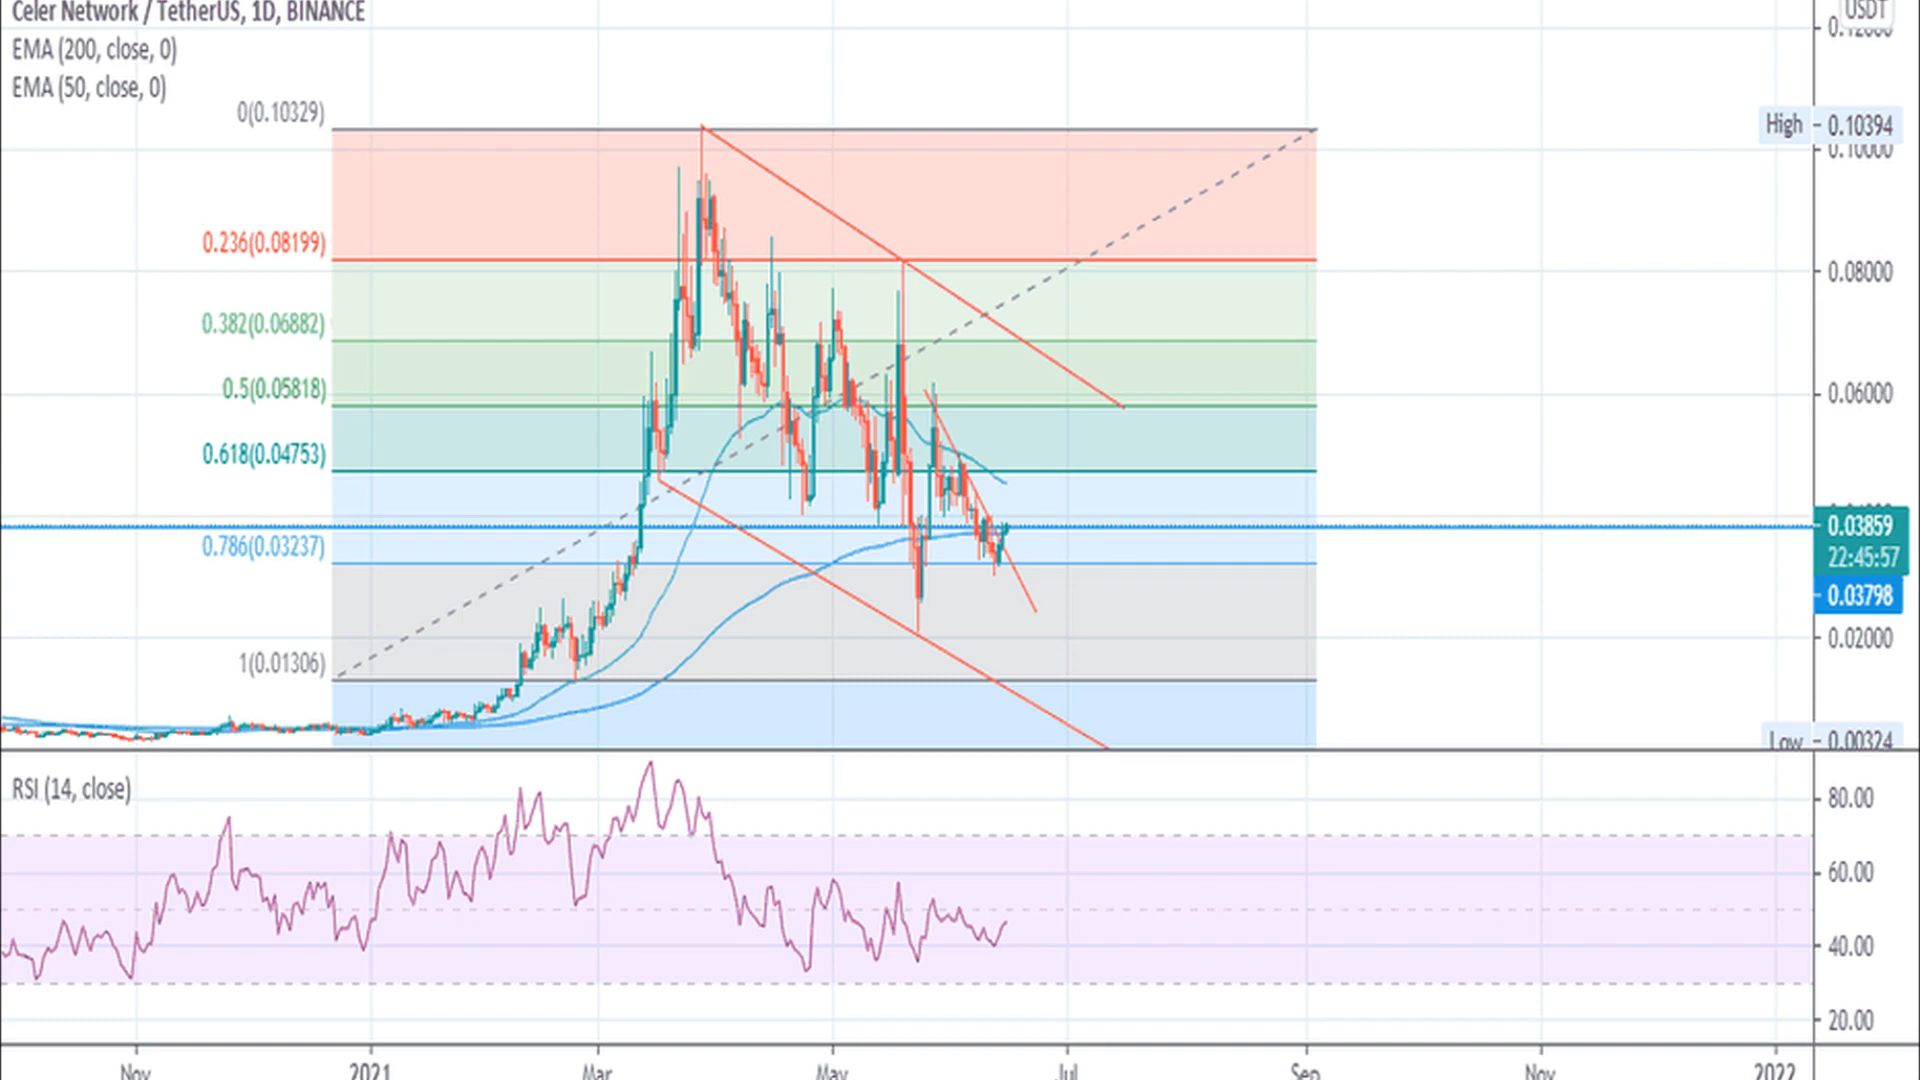 Celer Network / TetherUS, 1D, BINANCE
EMA (200, close, 0)
EMA (50, close, 0)
0(0.10329)
0.236(0.08199)
0.382(0.06882)
0.5(0.05818)
0.618(0.04753)
0.786(0.03237)
1(0.01306)
USDT
0.12000
High 0.10394
0.10000
0.08000
0.06000
0.03859
22:45:57
0.03798
0.02000
Low 0.00324
RSI (14, close)
80.00
60.00
40.00
20.00
Nov 2021 Mar May Jul Sep Nov 2022